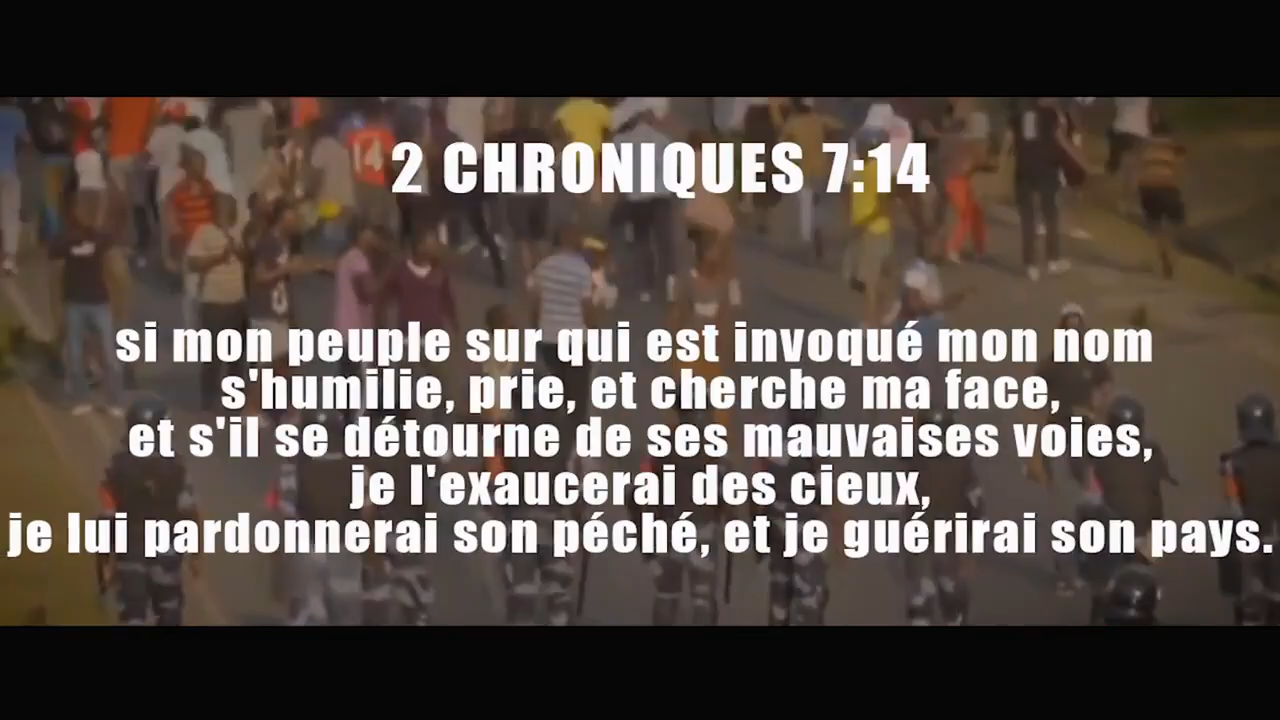 2 CHRONIQUES 7:14
si mon peuple sur qui est invoqué mon nom
s'humilie, prie, et cherche ma face,
et s'il se détourne de ses mauvaises voies,
je l'exaucerai des cieux,
je lui pardonnerai son péché, et je guérirai son pays.
14